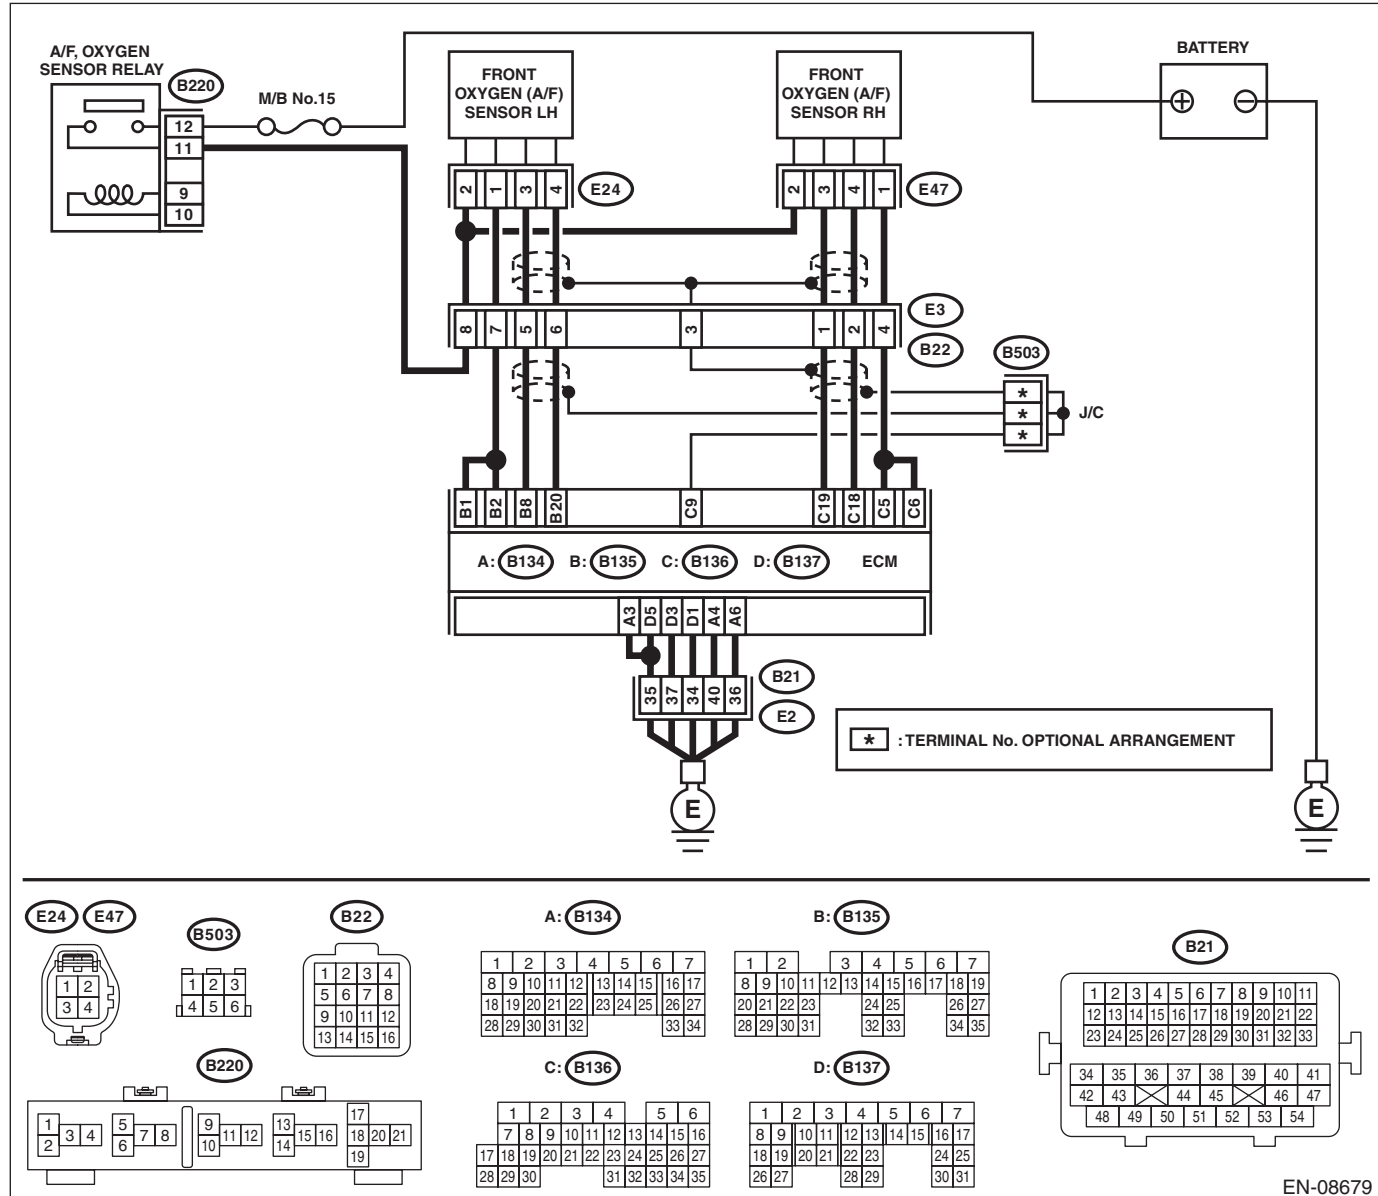 A/F, OXYGEN
SENSOR RELAY
B220
12
11
9
10
M/B No.15
FRONT
OXYGEN (A/F)
SENSOR LH
FRONT
OXYGEN (A/F)
SENSOR RH
BATTERY
2 1 3 4
E24
2 3 4 1
E47
8 7 5 6 3 1 2 4
E3
B22
B503
*
*
*
J/C
B1 B2 B8 B20 C9 C19 C18 C5 C6
A: B134 B: B135 C: B136 D: B137 ECM
A3 D5 D3 D1 A4 A6
35 37 34 40 36
B21
E2
* : TERMINAL No. OPTIONAL ARRANGEMENT
E
E
E24 E47
1 2
3 4
B503
1 2 3
4 5 6
B22
1 2 3 4
5 6 7 8
9 10 11 12
13 14 15 16
B220
1 2 3 4 5 6 7 8 9 10 11 12 13 14 15 16 17 18 19 20 21
A: B134
1 2 3 4 5 6 7
8 9 10 11 12 13 14 15 16 17
18 19 20 21 22 23 24 25 26 27
28 29 30 31 32 33 34
B: B135
1 2 3 4 5 6 7
8 9 10 11 12 13 14 15 16 17 18 19
20 21 22 23 24 25 26 27
28 29 30 31 32 33 34 35
C: B136
1 2 3 4 5 6
7 8 9 10 11 12 13 14 15 16
17 18 19 20 21 22 23 24 25 26 27
28 29 30 31 32 33 34 35
D: B137
1 2 3 4 5 6 7
8 9 10 11 12 13 14 15 16 17
18 19 20 21 22 23 24 25
26 27 28 29 30 31
B21
1 2 3 4 5 6 7 8 9 10 11
12 13 14 15 16 17 18 19 20 21 22
23 24 25 26 27 28 29 30 31 32 33
34 35 36 37 38 39 40 41
42 43 44 45 46 47
48 49 50 51 52 53 54
EN-08679